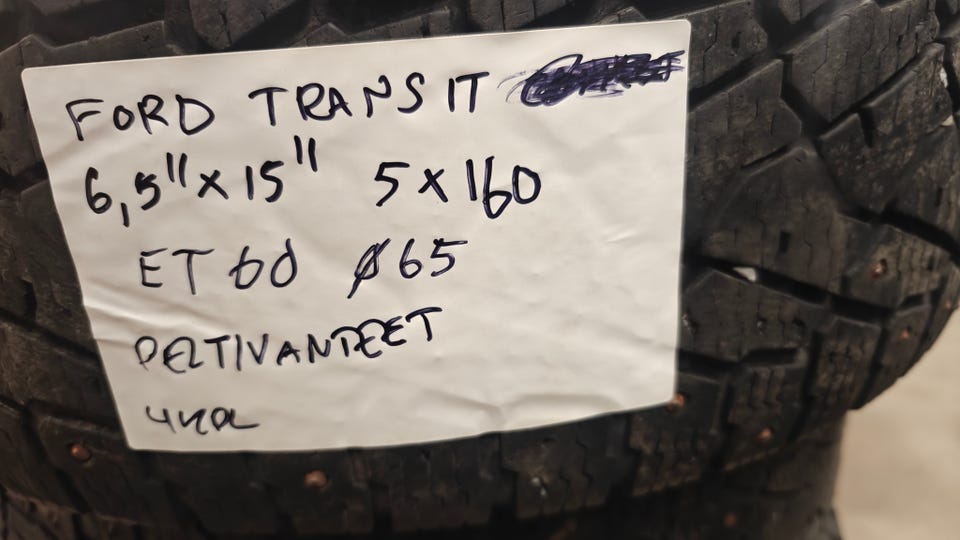 FORD TRANSIT
6,5"x15" 5x160
ET 60 Ø65
PELTIVANTEET
4KPL